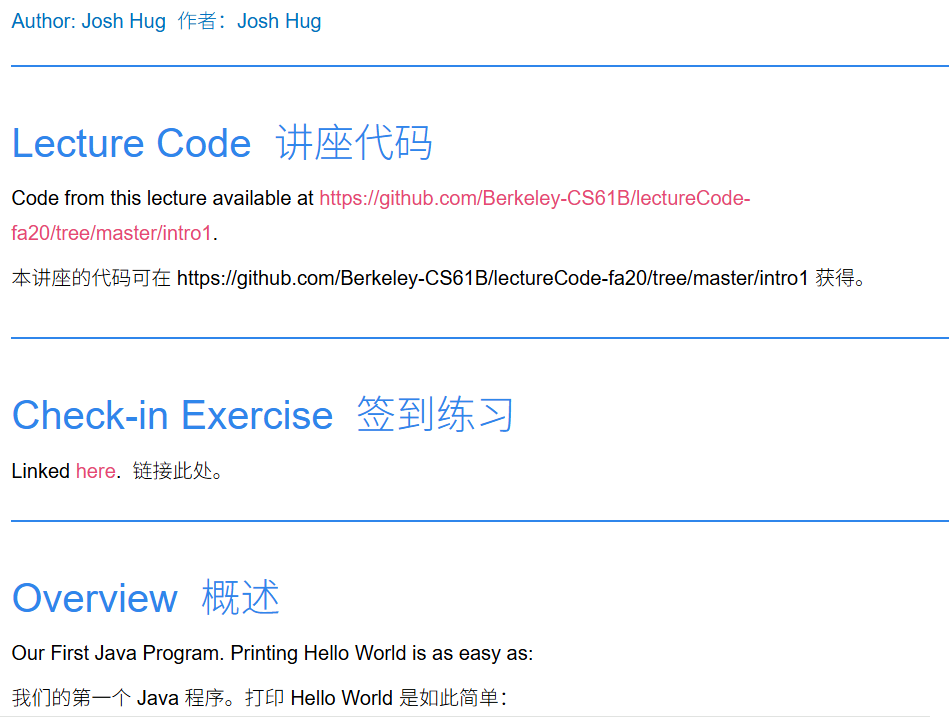 Author: Josh Hug 作者：Josh Hug
Lecture Code 讲座代码
Code from this lecture available at https://github.com/Berkeley-CS61B/lectureCode-
fa20/tree/master/intro1.
本讲座的代码可在 https://github.com/Berkeley-CS61B/lectureCode-fa20/tree/master/intro1 获得。
Check-in Exercise 签到练习
Linked here. 链接此处。
Overview 概述
Our First Java Program. Printing Hello World is as easy as:
我们的第一个 Java 程序。打印 Hello World 是如此简单：